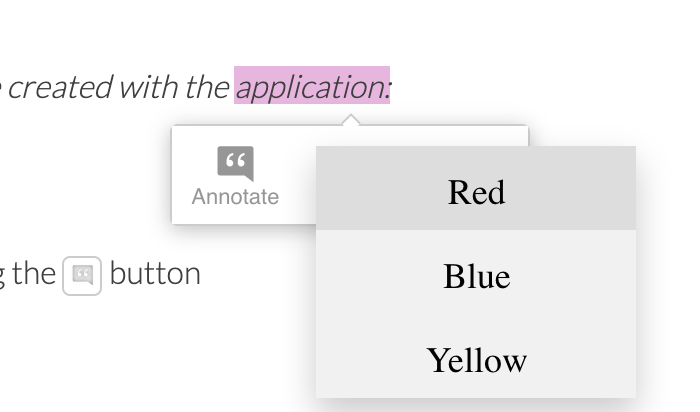 created with the application:
Annotate
Red
the button
Blue
Yellow